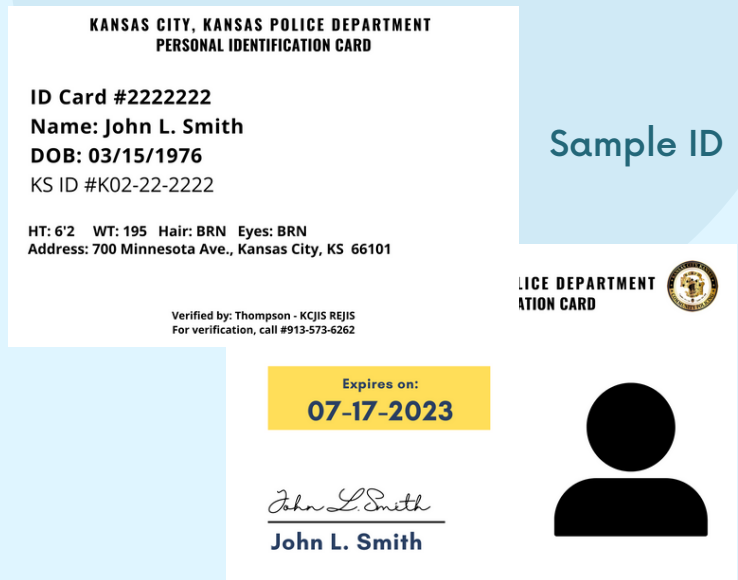 KANSAS CITY, KANSAS POLICE DEPARTMENT
PERSONAL IDENTIFICATION CARD
ID Card #2222222
Name: John L. Smith
DOB: 03/15/1976
KS ID #K02-22-2222
HT: 6'2 WT: 195 Hair: BRN Eyes: BRN
Address: 700 Minnesota Ave., Kansas City, KS 66101
Verified by: Thompson - KCJIS REJIS
For verification, call #913-573-6262
Sample ID
LICE DEPARTMENT
ATION CARD
Expires on:
07-17-2023
John L. Smith
John L. Smith